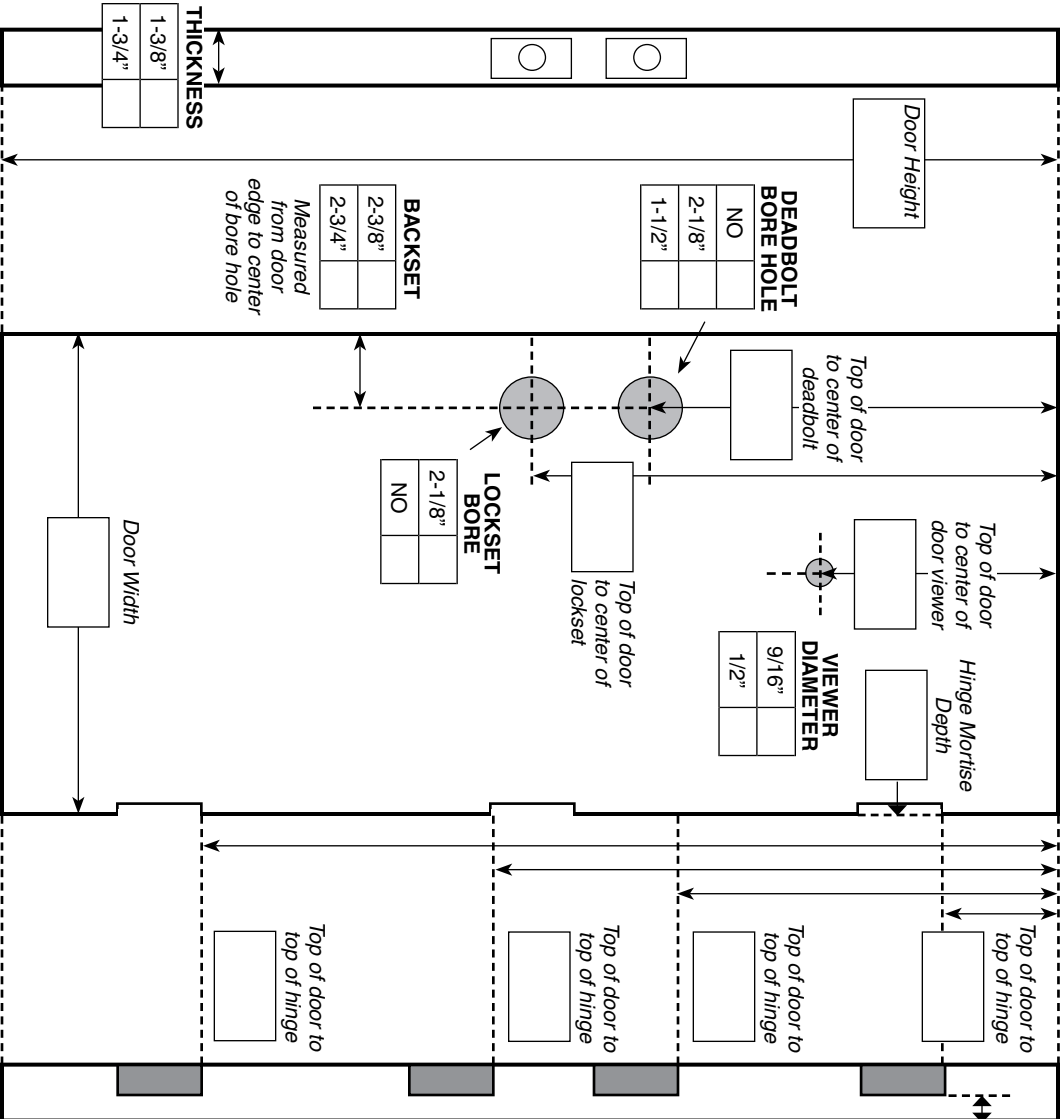 THICKNESS
1-3/8”
1-3/4”
Door Height
DEADBOLT
BORE HOLE
NO
2-1/8”
1-1/2”
BACKSET
2-3/8”
2-3/4”
Measured
from door
edge to center
of bore hole
Top of door
to center of
deadbolt
Top of door
to center of
lockset
LOCKSET
BORE
2-1/8”
NO
Door Width
Top of door
to center of
door viewer
VIEWER
DIAMETER
9/16”
1/2”
Hinge Mortise
Depth
Top of door to
top of hinge
Top of door to
top of hinge
Top of door to
top of hinge
Top of door to
top of hinge